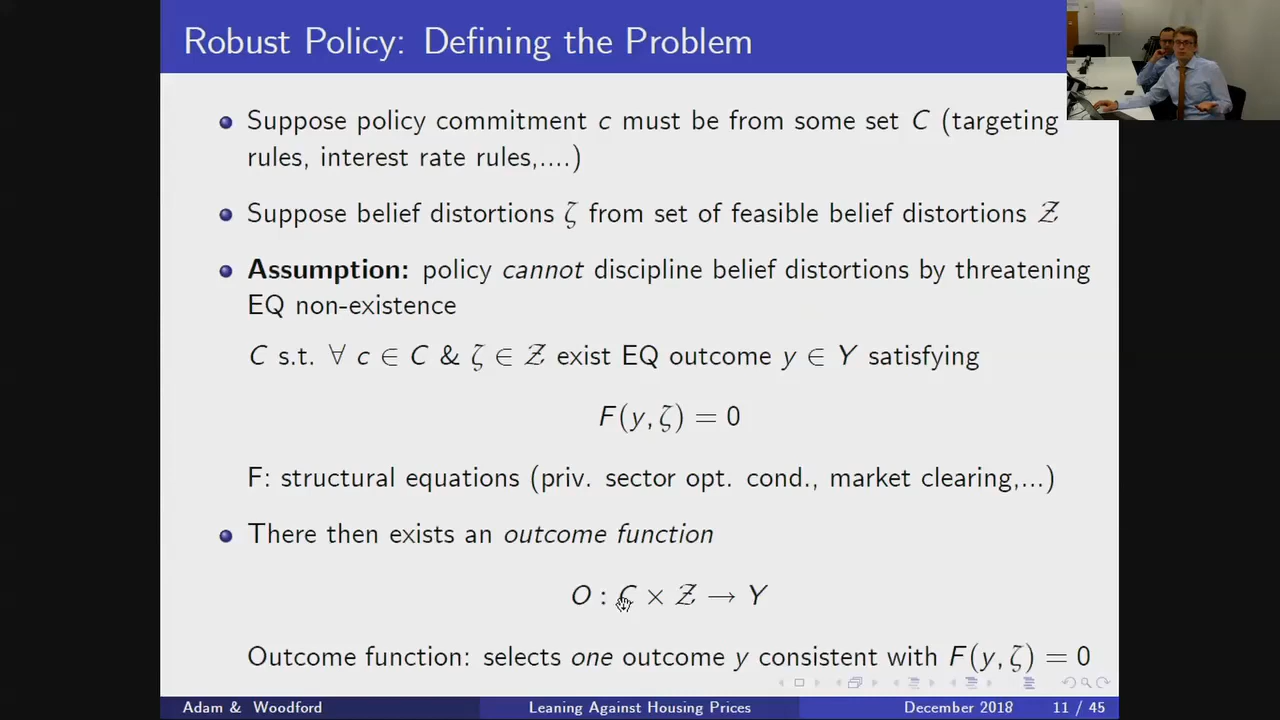 Robust Policy: Defining the Problem
Suppose policy commitment c must be from some set C (targeting
rules, interest rate rules,....)
Suppose belief distortions ζ from set of feasible belief distortions 𝒵
Assumption: policy cannot discipline belief distortions by threatening
EQ non-existence
C s.t. ∀ c ∈ C & ζ ∈ 𝒵 exist EQ outcome y ∈ Y satisfying
F(y, ζ) = 0
F: structural equations (priv. sector opt. cond., market clearing,...)
There then exists an outcome function
O : C × 𝒵 → Y
Outcome function: selects one outcome y consistent with F(y, ζ) = 0
Adam & Woodford Leaning Against Housing Prices December 2018 11 / 45